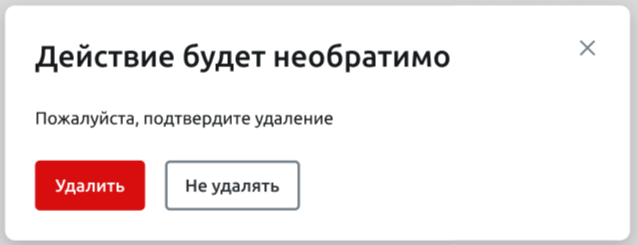 Действие будет необратимо
Пожалуйста, подтвердите удаление
Удалить
Не удалять